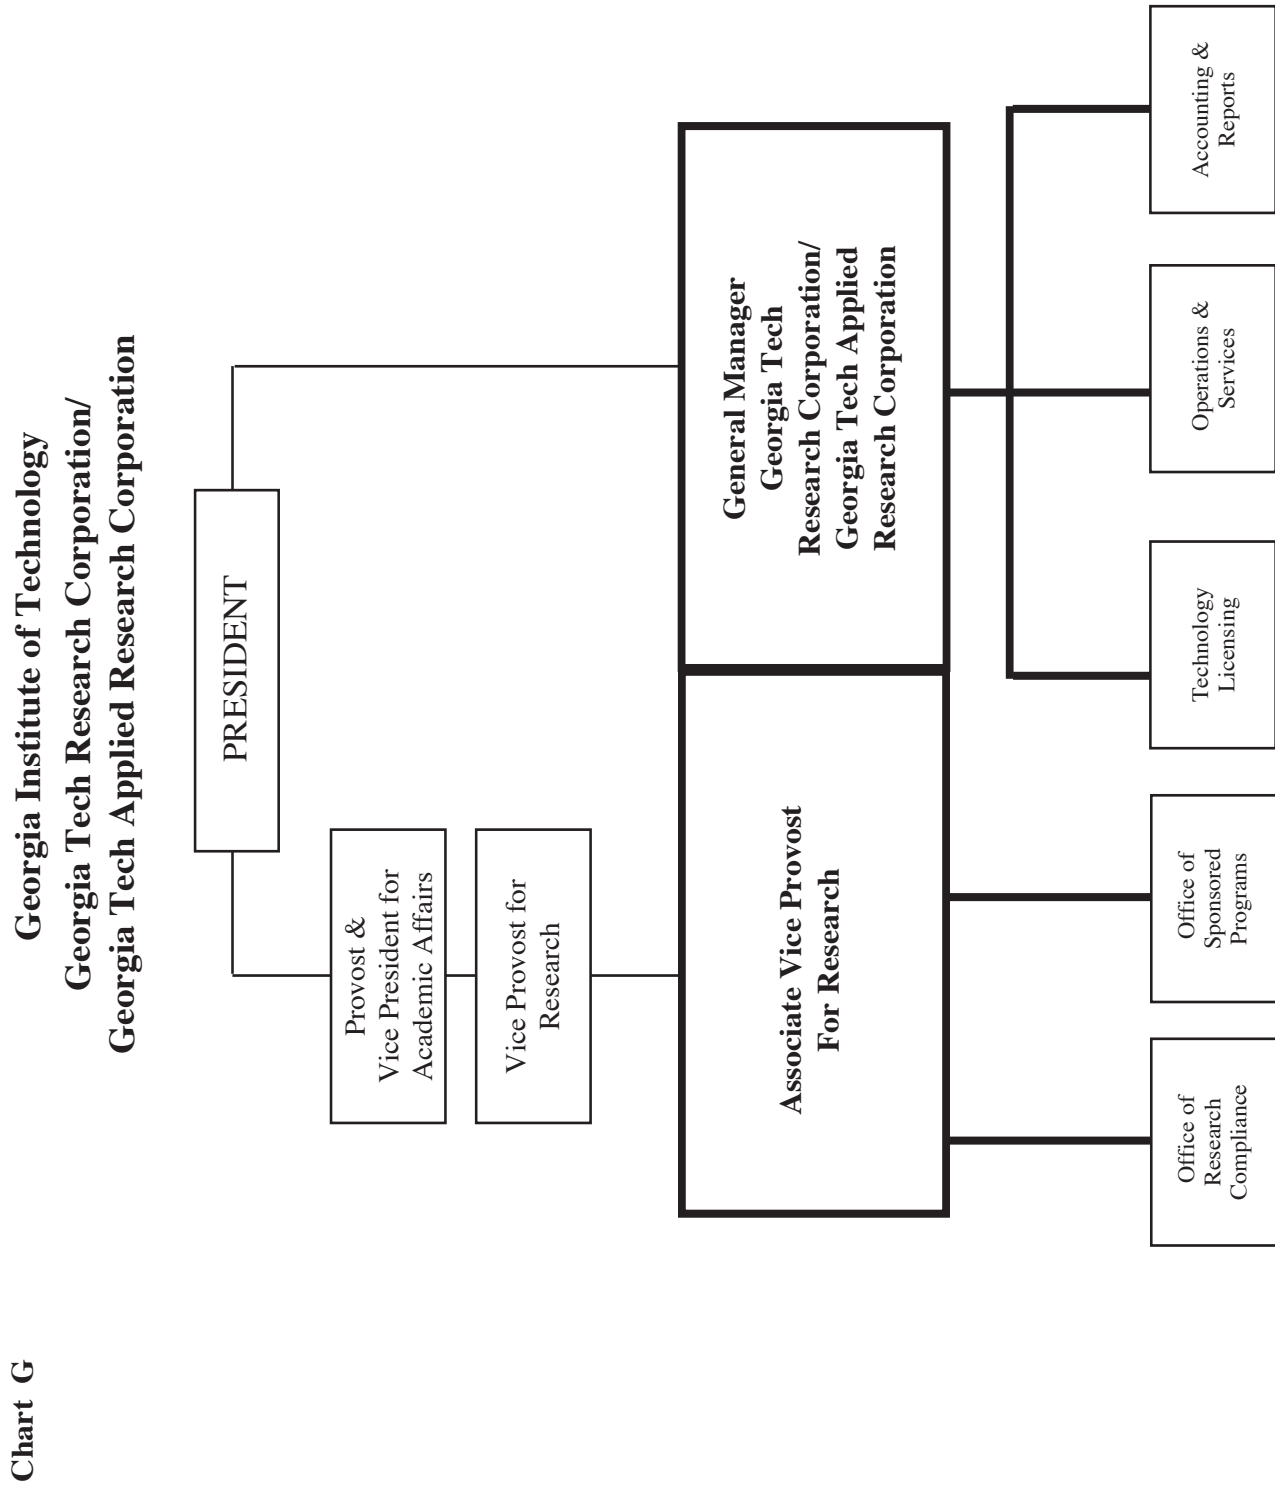 Chart G
Georgia Institute of Technology
Georgia Tech Research Corporation/
Georgia Tech Applied Research Corporation
PRESIDENT
Provost &
Vice President for
Academic Affairs
Vice Provost for
Research
Associate Vice Provost
For Research
General Manager
Georgia Tech
Research Corporation/
Georgia Tech Applied
Research Corporation
Office of
Research
Compliance
Office of
Sponsored
Programs
Technology
Licensing
Operations &
Services
Accounting &
Reports